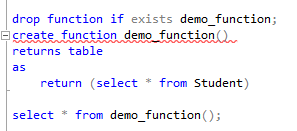 drop function if exists demo_function;
create function demo_function()
returns table
as
    return (select * from Student)

select * from demo_function();